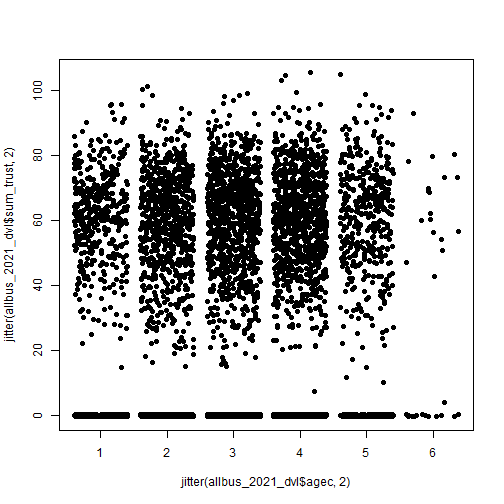 jitter(allbus_2021_dvl$sum_trust, 2)
100
80
60
40
20
0
1 2 3 4 5 6
jitter(allbus_2021_dvl$agec, 2)